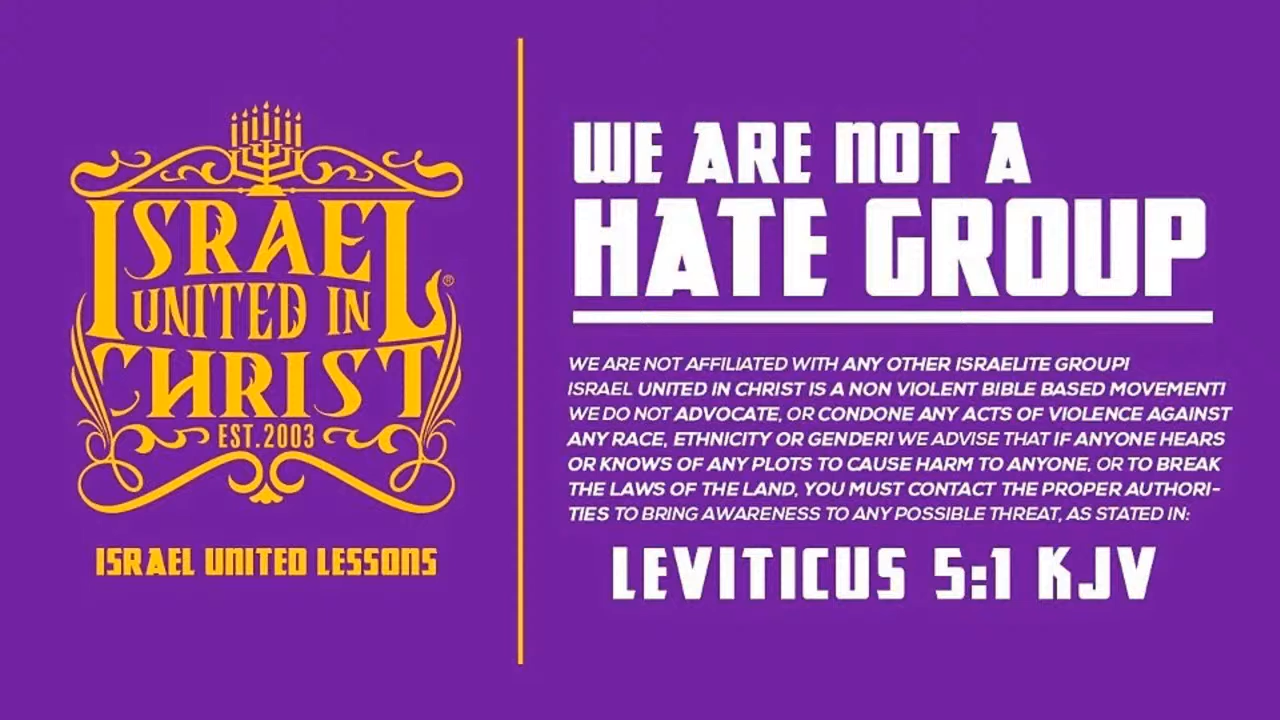 ISRAEL
UNITED IN
CHRIST
®
EST.2003
ISRAEL UNITED LESSONS
WE ARE NOT A
HATE GROUP
WE ARE NOT AFFILIATED WITH ANY OTHER ISRAELITE GROUP!
ISRAEL UNITED IN CHRIST IS A NON VIOLENT BIBLE BASED MOVEMENT!
WE DO NOT ADVOCATE, OR CONDONE ANY ACTS OF VIOLENCE AGAINST
ANY RACE, ETHNICITY OR GENDER! WE ADVISE THAT IF ANYONE HEARS
OR KNOWS OF ANY PLOTS TO CAUSE HARM TO ANYONE, OR TO BREAK
THE LAWS OF THE LAND, YOU MUST CONTACT THE PROPER AUTHORI-
TIES TO BRING AWARENESS TO ANY POSSIBLE THREAT, AS STATED IN:
LEVITICUS 5:1 KJV